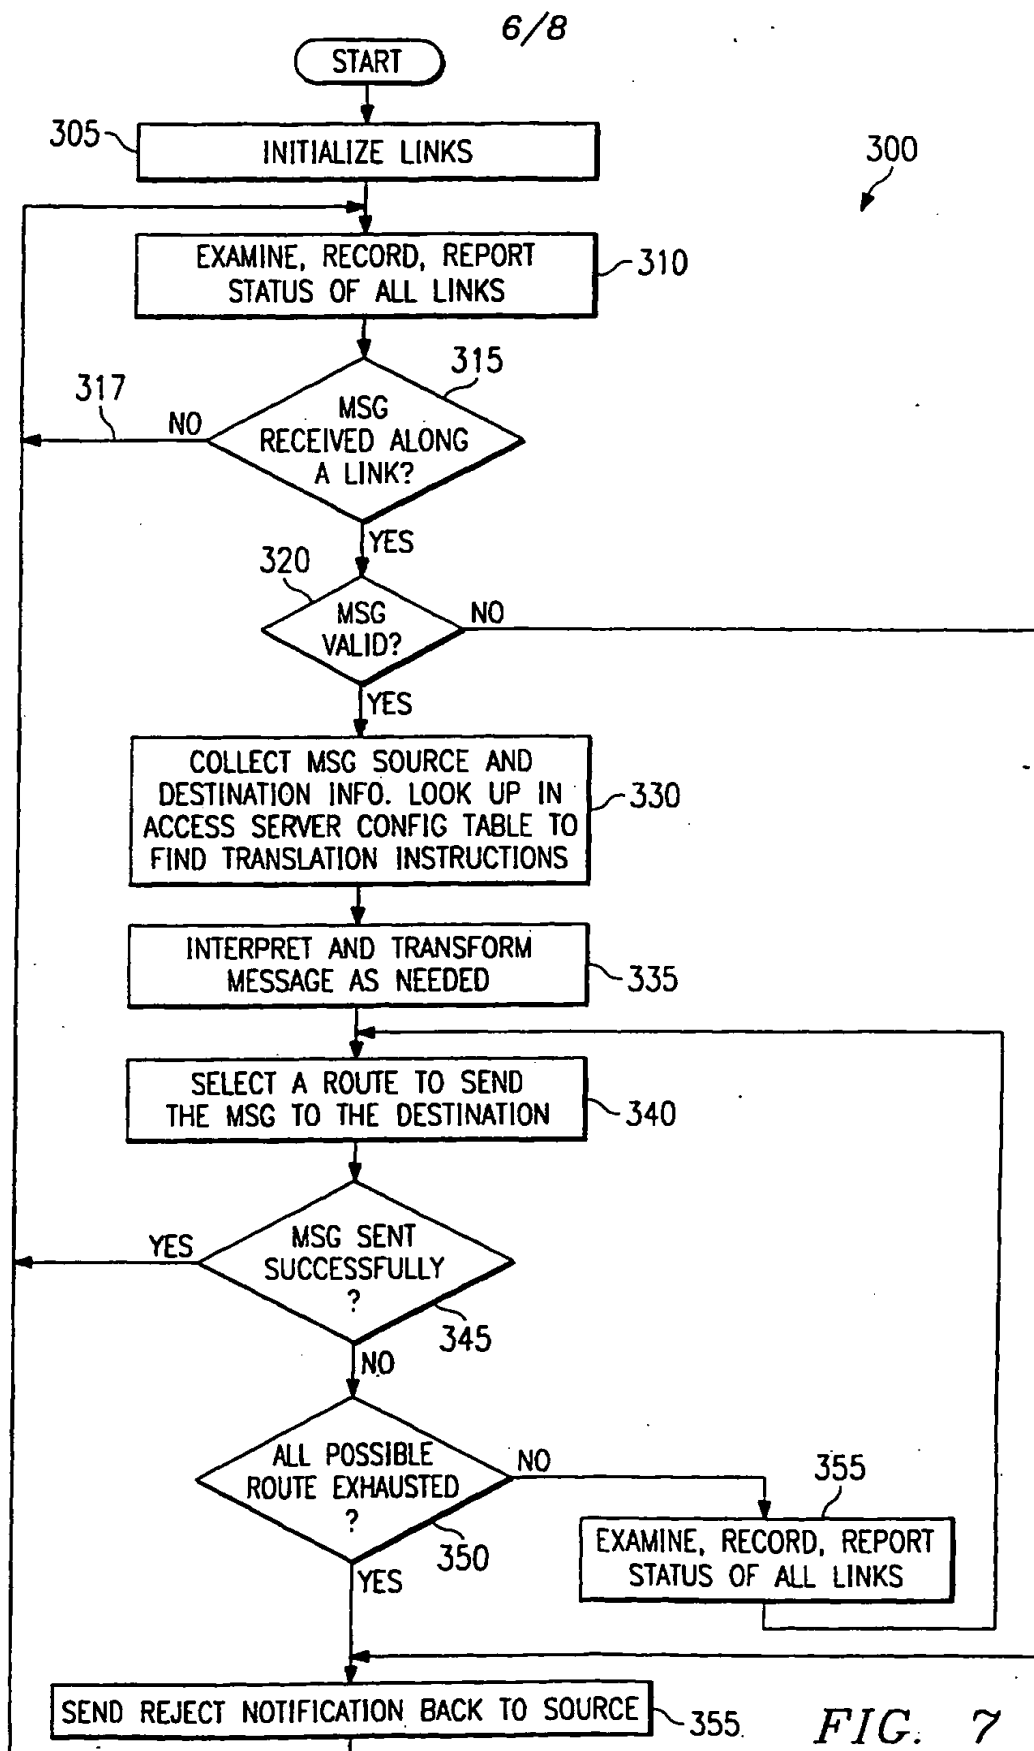 6/8
START
305
INITIALIZE LINKS
300
EXAMINE, RECORD, REPORT
STATUS OF ALL LINKS
310
315
317
NO
MSG
RECEIVED ALONG
A LINK?
YES
320
MSG
VALID?
NO
YES
COLLECT MSG SOURCE AND
DESTINATION INFO. LOOK UP IN
ACCESS SERVER CONFIG TABLE TO
FIND TRANSLATION INSTRUCTIONS
330
INTERPRET AND TRANSFORM
MESSAGE AS NEEDED
335
SELECT A ROUTE TO SEND
THE MSG TO THE DESTINATION
340
YES
MSG SENT
SUCCESSFULLY
?
345
NO
ALL POSSIBLE
ROUTE EXHAUSTED
?
350
NO
355
EXAMINE, RECORD, REPORT
STATUS OF ALL LINKS
YES
SEND REJECT NOTIFICATION BACK TO SOURCE
355
FIG. 7